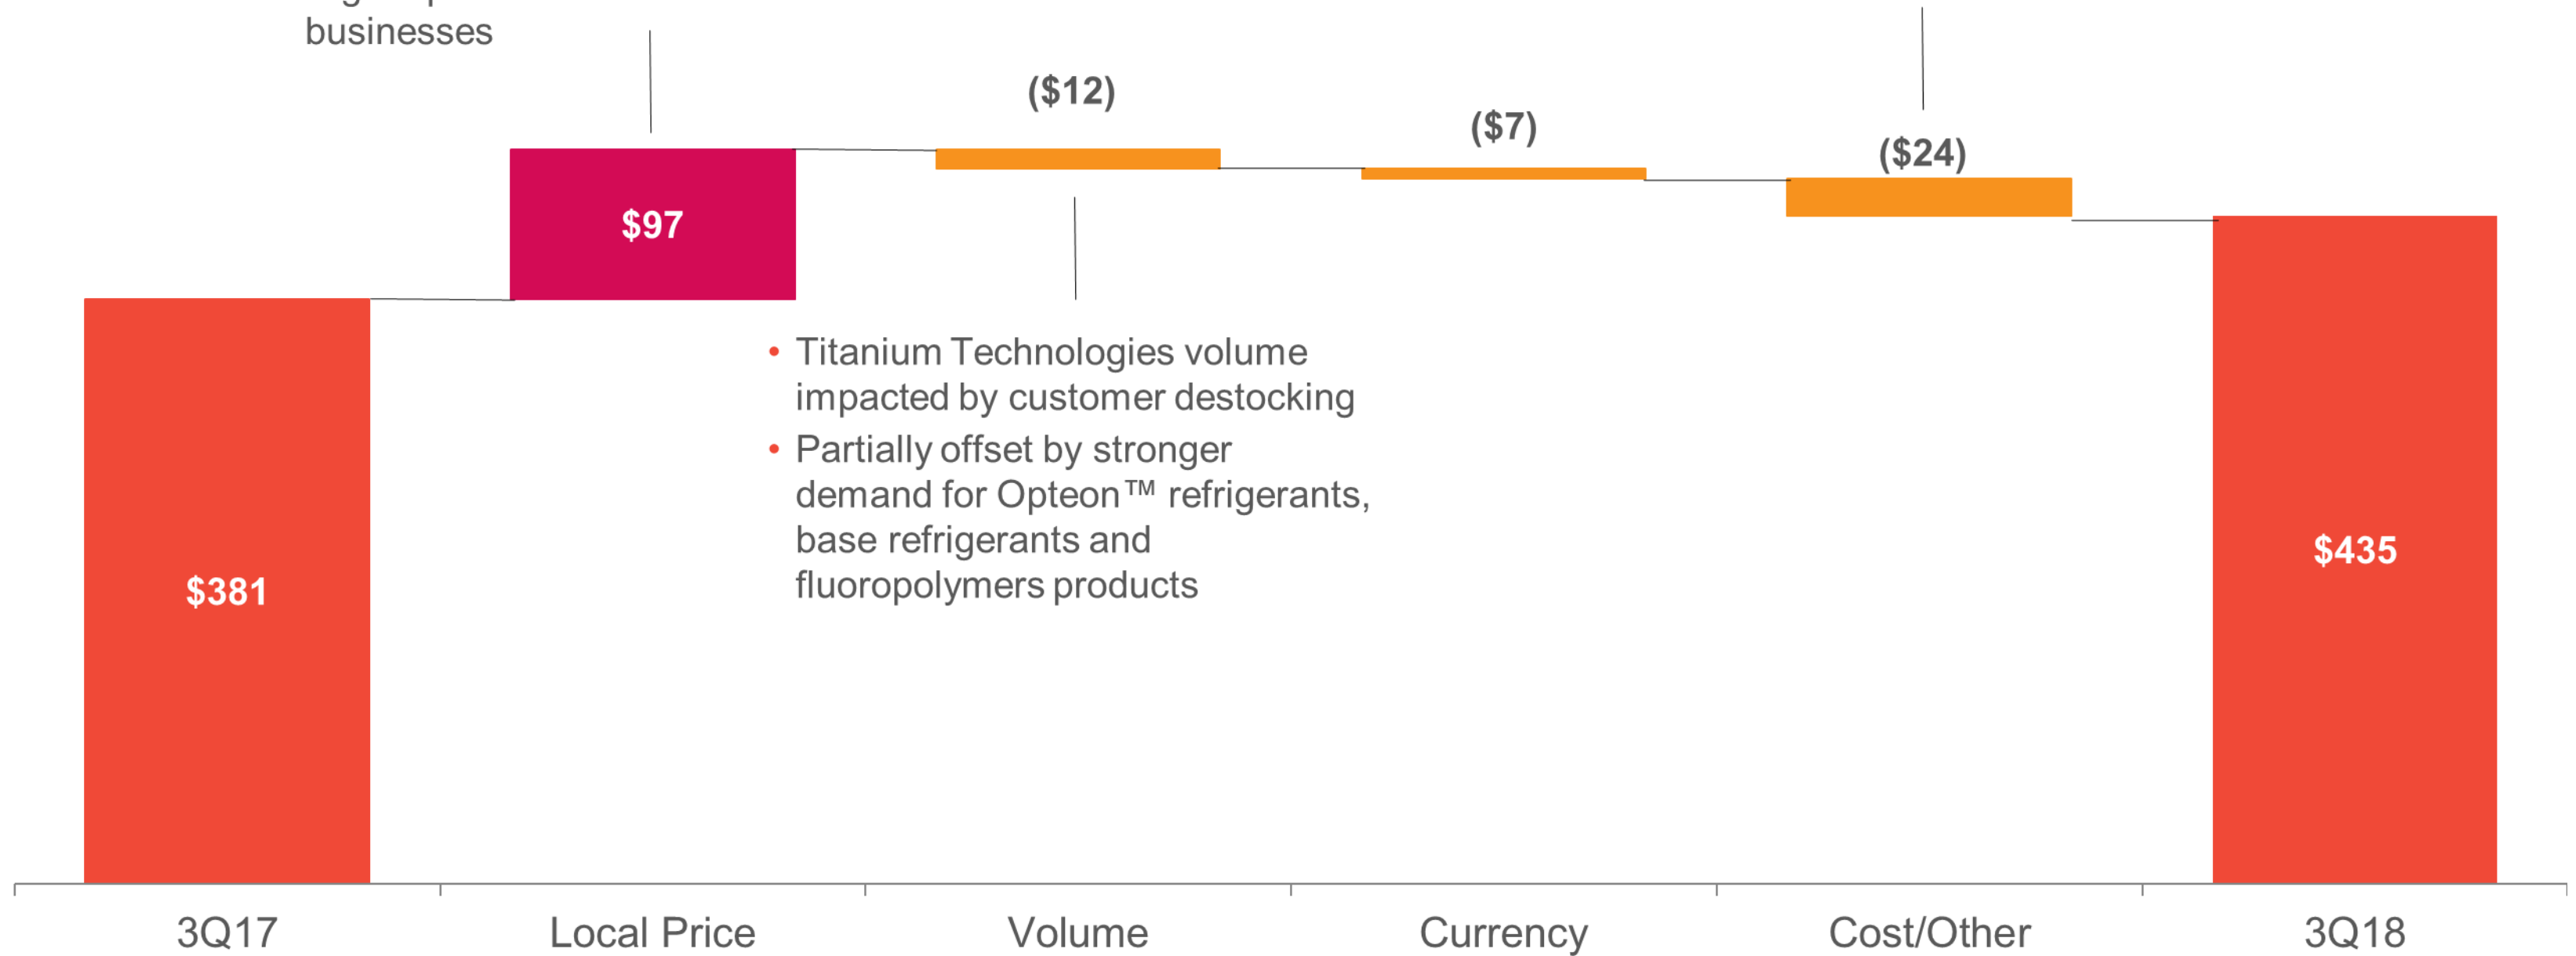 businesses
($12)
($7)
($24)
$97
• Titanium Technologies volume
impacted by customer destocking
• Partially offset by stronger
demand for Opteon™ refrigerants,
base refrigerants and
fluoropolymers products
$381
$435
3Q17
Local Price
Volume
Currency
Cost/Other
3Q18